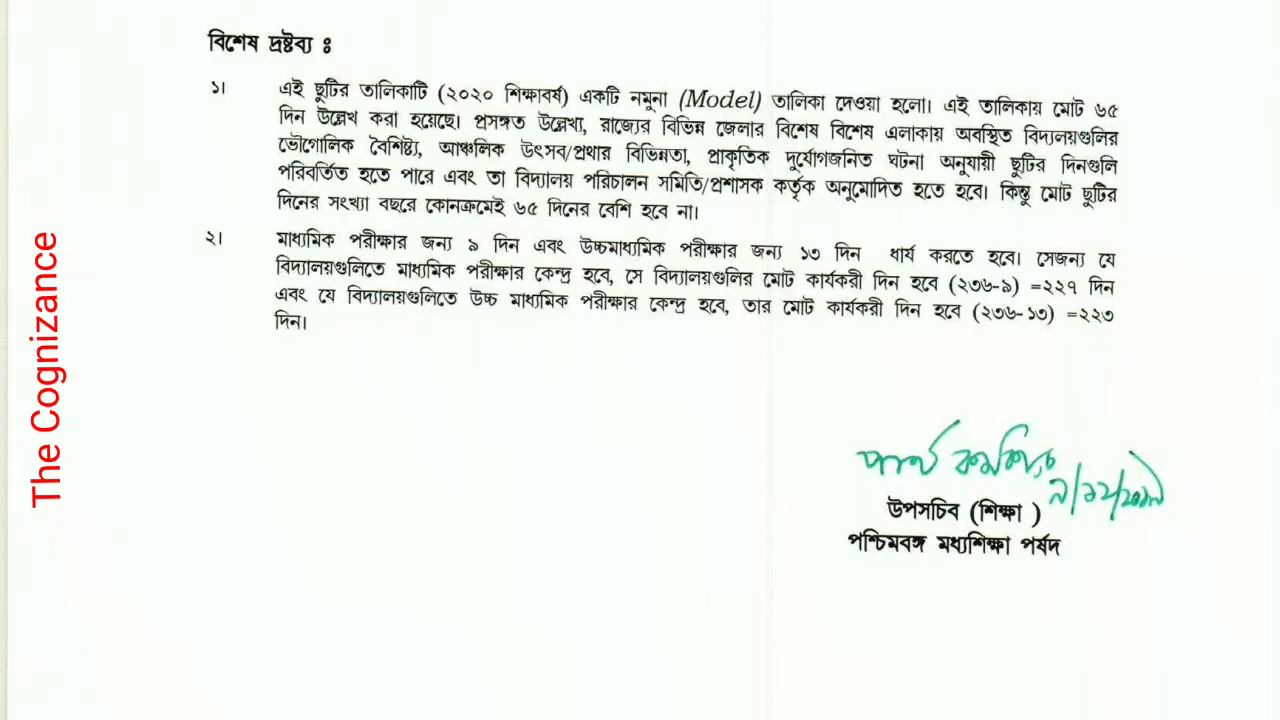 বিশেষ দ্রষ্টব্য ঃ
১। এই ছুটির তালিকাটি (২০২০ শিক্ষাবর্ষ) একটি নমুনা (Model) তালিকা দেওয়া হলো। এই তালিকায় মোট ৬৫
দিন উল্লেখ করা হয়েছে। প্রসঙ্গত উল্লেখ্য, রাজ্যের বিভিন্ন জেলার বিশেষ বিশেষ এলাকায় অবস্থিত বিদ্যালয়গুলির
ভৌগোলিক বৈশিষ্ট্য, আঞ্চলিক উৎসব/প্রথার বিভিন্নতা, প্রাকৃতিক দুর্যোগজনিত ঘটনা অনুযায়ী ছুটির দিনগুলি
পরিবর্তিত হতে পারে এবং তা বিদ্যালয় পরিচালন সমিতি/প্রশাসক কর্তৃক অনুমোদিত হতে হবে। কিন্তু মোট ছুটির
দিনের সংখ্যা বছরে কোনক্রমেই ৬৫ দিনের বেশি হবে না।
২। মাধ্যমিক পরীক্ষার জন্য ৯ দিন এবং উচ্চমাধ্যমিক পরীক্ষার জন্য ১৩ দিন ধার্য করতে হবে। সেজন্য যে
বিদ্যালয়গুলিতে মাধ্যমিক পরীক্ষার কেন্দ্র হবে, সে বিদ্যালয়গুলির মোট কার্যকরী দিন হবে (২৩৬-৯) =২২৭ দিন
এবং যে বিদ্যালয়গুলিতে উচ্চ মাধ্যমিক পরীক্ষার কেন্দ্র হবে, তার মোট কার্যকরী দিন হবে (২৩৬-১৩) =২২৩
দিন।
The Cognizance
৯/১২/২০১৯
উপসচিব (শিক্ষা )
পশ্চিমবঙ্গ মধ্যশিক্ষা পর্ষদ